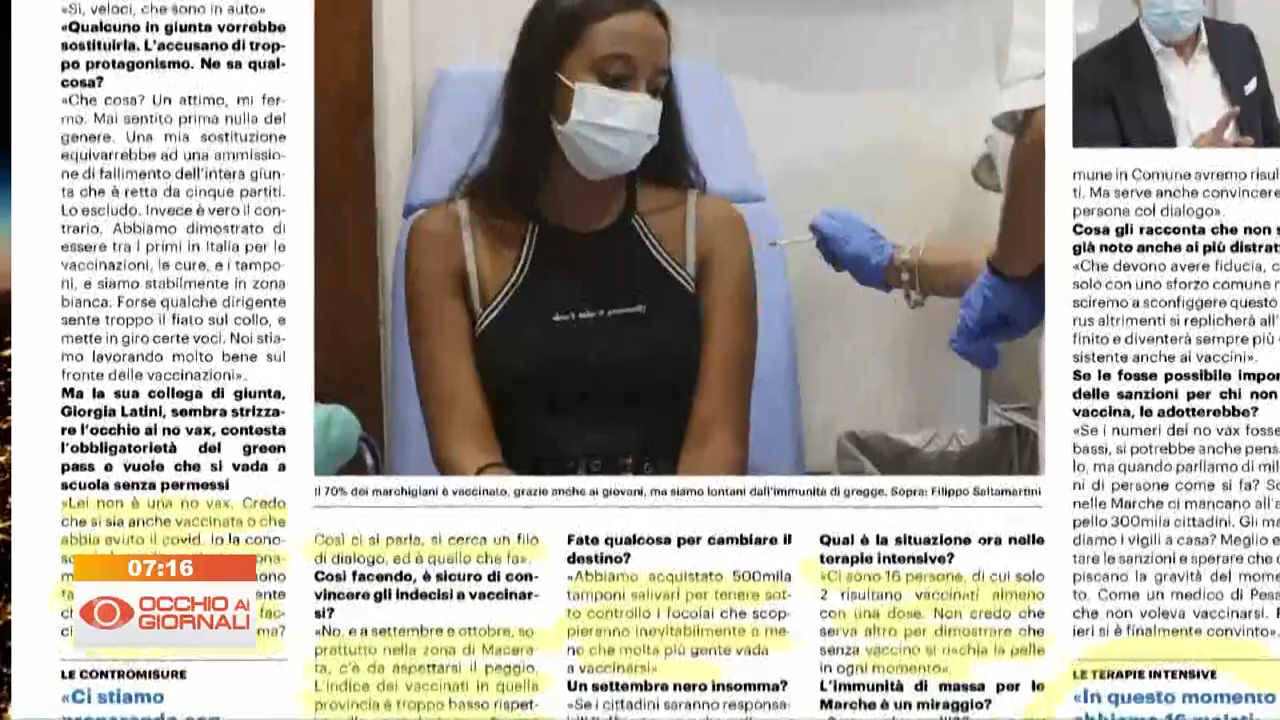 «Sì, veloci, che sono in auto»
«Qualcuno in giunta vorrebbe
sostituirla. L'accusano di trop-
po protagonismo. Ne sa qual-
cosa?
«Che cosa? Un attimo, mi fer-
mo. Mai sentito prima nulla del
genere. Una mia sostituzione
equivarrebbe ad una ammissio-
ne di fallimento dell'intera giun-
ta che è retta da cinque partiti.
Lo escludo. Invece è vero il con-
trario. Abbiamo dimostrato di
essere tra i primi in Italia per le
vaccinazioni, le cure, e i tampo-
ni, e siamo stabilmente in zona
bianca. Forse qualche dirigente
sente troppo il fiato sul collo, e
mette in giro certe voci. Noi stia-
mo lavorando molto bene sul
fronte delle vaccinazioni».
Ma la sua collega di giunta,
Giorgia Latini, sembra strizza-
re l'occhio ai no vax, contesta
l'obbligatorietà del green
pass e vuole che si vada a
scuola senza permessi
«Lei non è una no vax. Credo
che si sia anche vaccinata o che
abbia avuto il covid. Io la cono-
07:16
OCCHIO AI
GIORNALI
LE CONTROMISURE
«Ci stiamo
preparando con
Il 70% dei marchigiani è vaccinato, grazie anche ai giovani, ma siamo lontani dall'immunità di gregge. Sopra: Filippo Saltamartini
Così ci si parla, si cerca un filo
di dialogo, ed è quello che fa».
Così facendo, è sicuro di con-
vincere gli indecisi a vaccinar-
si?
«No, e a settembre e ottobre, so-
prattutto nella zona di Macera-
ta, c'è da aspettarsi il peggio.
L'indice dei vaccinati in quella
provincia è troppo basso rispet-
Fate qualcosa per cambiare il
destino?
«Abbiamo acquistato 500mila
tamponi salivari per tenere sot-
to controllo i focolai che scop-
pieranno inevitabilmente a me-
no che molta più gente vada
a vaccinarsi»
Un settembre nero insomma?
«Se i cittadini saranno responsa-
Qual è la situazione ora nelle
terapie intensive?
«Ci sono 16 persone, di cui solo
2 risultano vaccinati almeno
con una dose. Non credo che
serva altro per dimostrare che
senza vaccino si rischia la pelle
in ogni momento».
L'immunità di massa per le
Marche è un miraggio?
mune in Comune avremo risul
ti. Ma serve anche convincere
persona col dialogo».
Cosa gli racconta che non s
già noto anche ai più distrat
«Che devono avere fiducia, c
solo con uno sforzo comune r
sciremo a sconfiggere questo
rus altrimenti si replicherà all'
finito e diventerà sempre più
sistente anche ai vaccini».
Se le fosse possibile impor
delle sanzioni per chi non
vaccina, le adotterebbe?
«Se i numeri dei no vax fosse
bassi, si potrebbe anche pens
lo, ma quando parliamo di mil
ni di persone come si fa? So
nelle Marche ci mancano all'a
pello 300mila cittadini. Gli ma
diamo i vigili a casa? Meglio e
tare le sanzioni e sperare che c
piscano la gravità del mome
to. Come un medico di Pesa
che non voleva vaccinarsi. I
ieri si è finalmente convinto».
LE TERAPIE INTENSIVE
«In questo momento